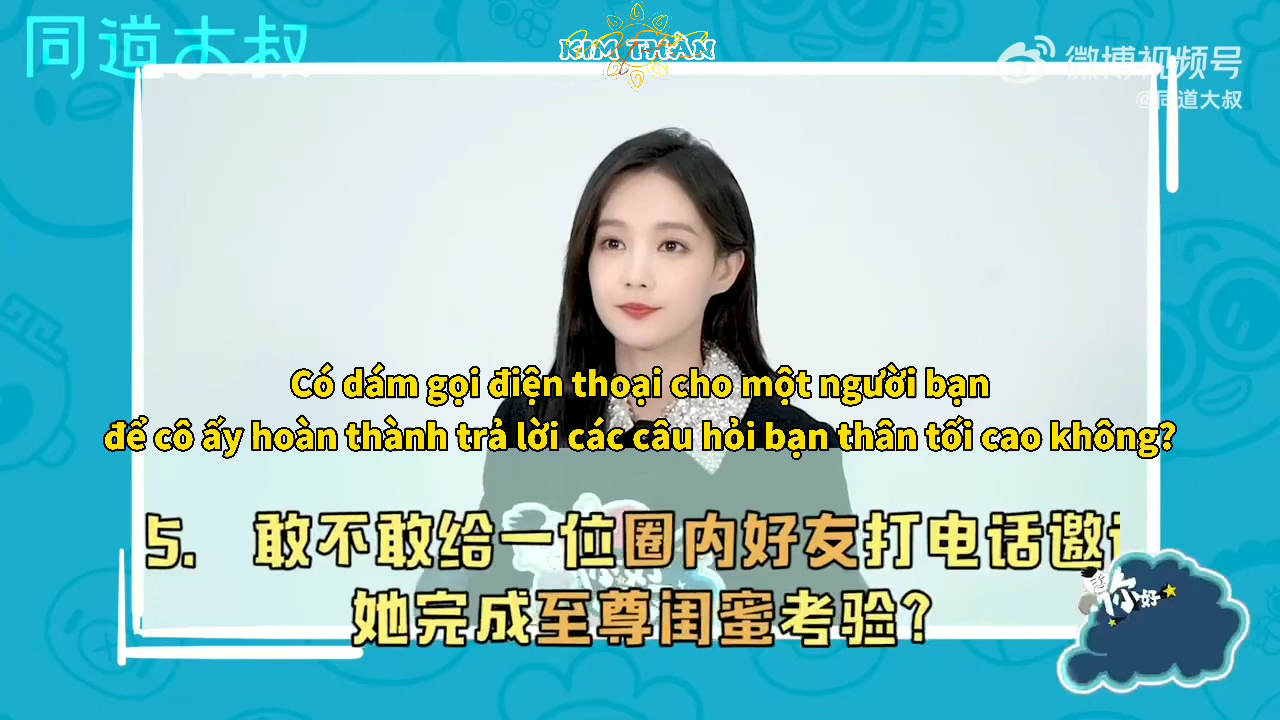 同道大叔
KIM THẦN
微博视频号
@同道大叔
Có dám gọi điện thoại cho một người bạn
để cô ấy hoàn thành trả lời các câu hỏi bạn thân tối cao không?
5. 敢不敢给一位圈内好友打电话邀
她完成至尊闺蜜考验?
你好